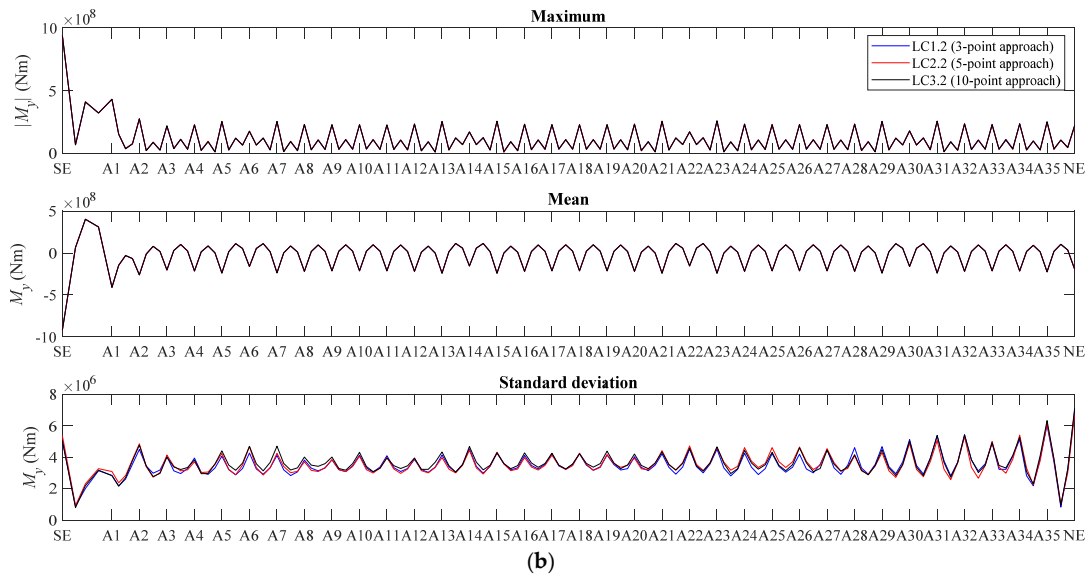 Maximum
×10⁸
10
5
0
|M_y| (Nm)
LC1.2 (3-point approach)
LC2.2 (5-point approach)
LC3.2 (10-point approach)
SE A1 A2 A3 A4 A5 A6 A7 A8 A9 A10 A11 A12 A13 A14 A15 A16 A17 A18 A19 A20 A21 A22 A23 A24 A25 A26 A27 A28 A29 A30 A31 A32 A33 A34 A35 NE
Mean
×10⁸
5
0
-5
-10
M_y (Nm)
SE A1 A2 A3 A4 A5 A6 A7 A8 A9 A10 A11 A12 A13 A14 A15 A16 A17 A18 A19 A20 A21 A22 A23 A24 A25 A26 A27 A28 A29 A30 A31 A32 A33 A34 A35 NE
Standard deviation
×10⁶
8
6
4
2
0
M_y (Nm)
SE A1 A2 A3 A4 A5 A6 A7 A8 A9 A10 A11 A12 A13 A14 A15 A16 A17 A18 A19 A20 A21 A22 A23 A24 A25 A26 A27 A28 A29 A30 A31 A32 A33 A34 A35 NE
(b)